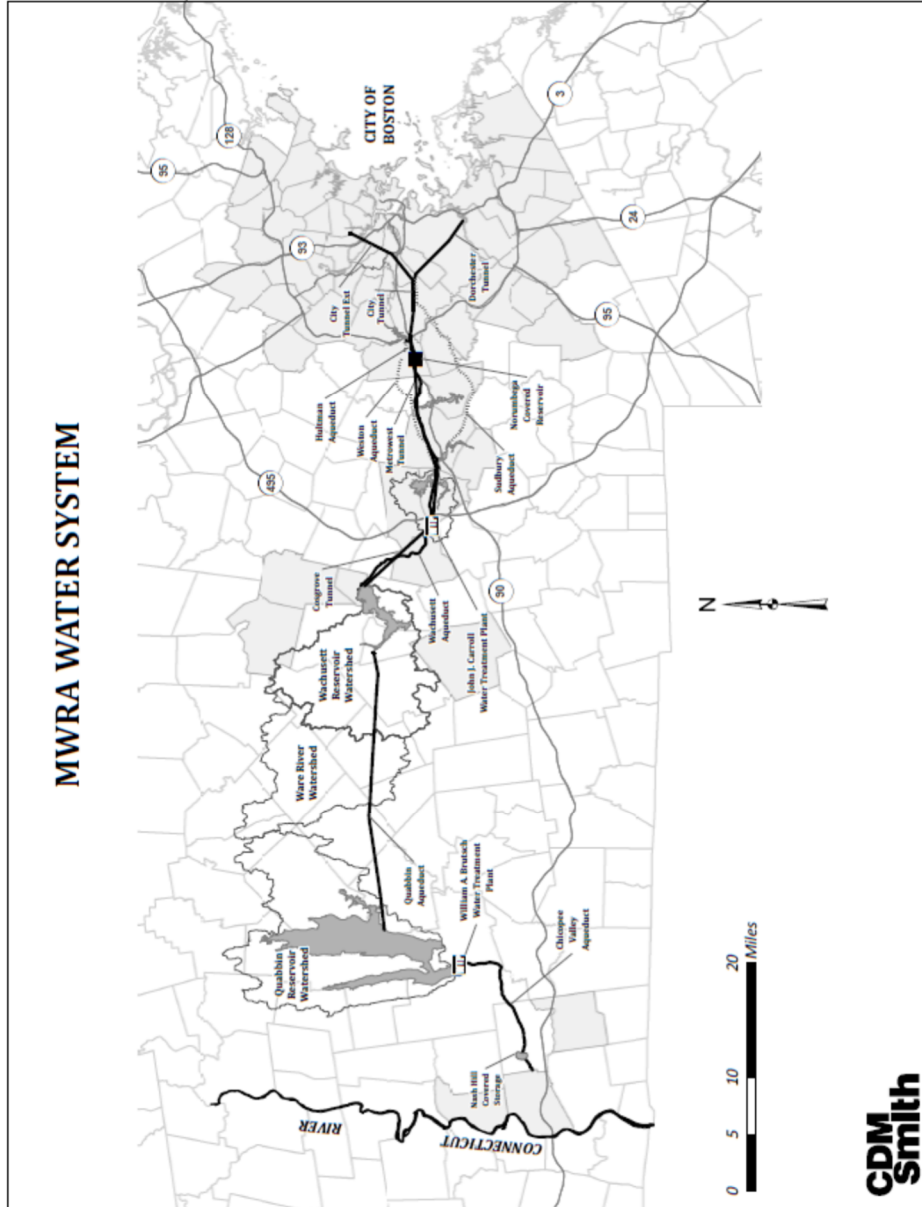 MWRA WATER SYSTEM
95
128
CITY OF
BOSTON
3
93
24
City
Tunnel Ext
City
Tunnel
Dorchester
Tunnel
95
Hultman
Aqueduct
Weston
Aqueduct
Metrowest
Tunnel
Norumbega
Covered
Reservoir
Sudbury
Aqueduct
495
Cosgrove
Tunnel
Wachusett
Aqueduct
John J. Carroll
Water Treatment Plant
90
N
Wachusett
Reservoir
Watershed
Ware River
Watershed
Quabbin
Aqueduct
William A. Brutsch
Water Treatment
Plant
Quabbin
Reservoir
Watershed
Chicopee
Valley
Aqueduct
Nash Hill
Covered
Storage
CONNECTICUT
RIVER
0 5 10 20
Miles
CDM
Smith